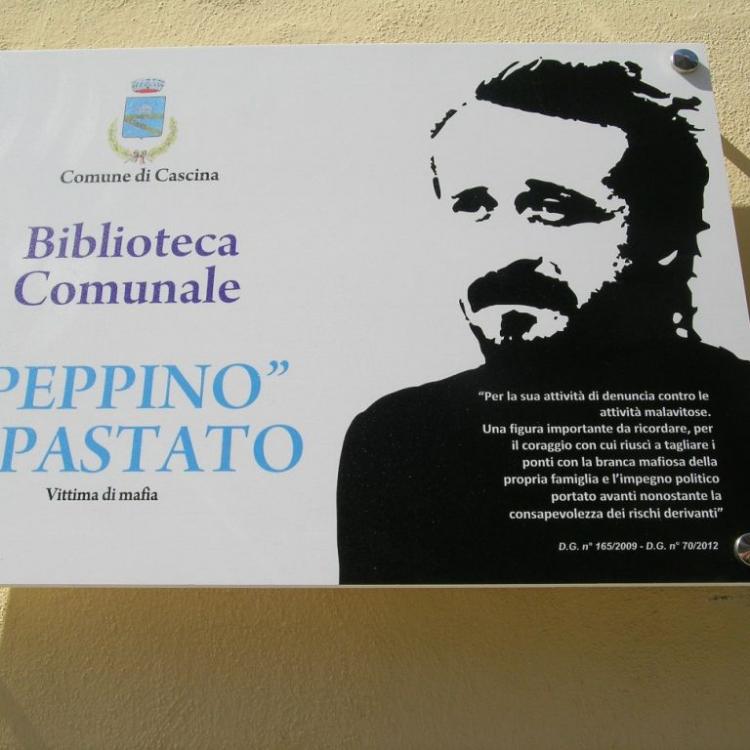 Comune di Cascina
Biblioteca
Comunale
PEPPINO”
PASTATO
Vittima di mafia
“Per la sua attività di denuncia contro le
attività malavitose.
Una figura importante da ricordare, per
il coraggio con cui riuscì a tagliare i
ponti con la branca mafiosa della
propria famiglia e l’impegno politico
portato avanti nonostante la
consapevolezza dei rischi derivanti”
D.G. n° 165/2009 - D.G. n° 70/2012